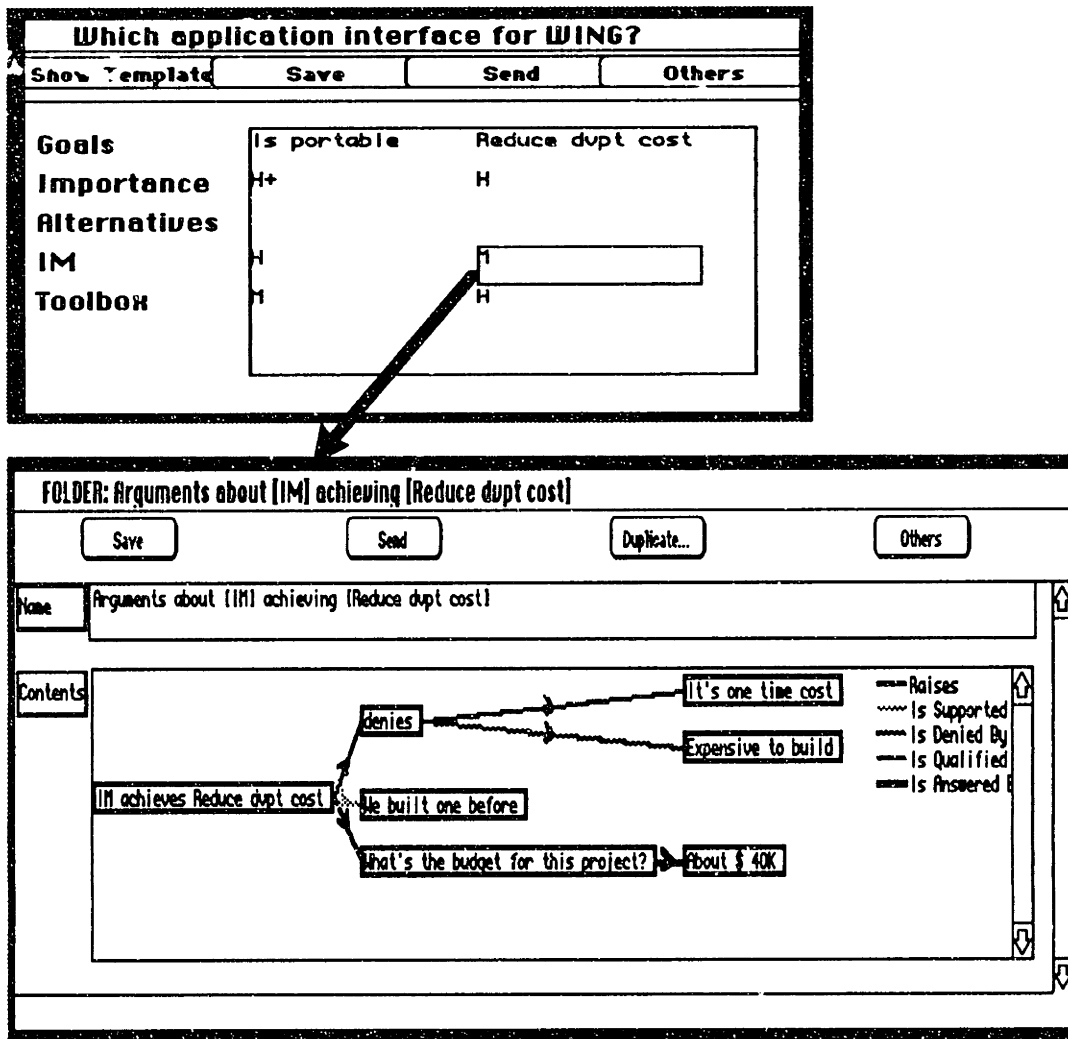 Which application interface for WING?
Show Template Save Send Others
Goals Is portable Reduce dvpt cost
Importance H+ H
Alternatives
IM H M
Toolbox M H
FOLDER: Arguments about [IM] achieving [Reduce dvpt cost]
Save Send Duplicate... Others
Name Arguments about [IM] achieving [Reduce dvpt cost]
Contents
It's one time cost
denies
Expensive to build
IM achieves Reduce dvpt cost
We built one before
What's the budget for this project?
About $ 40K
Raises
Is Supported
Is Denied By
Is Qualified
Is Answered